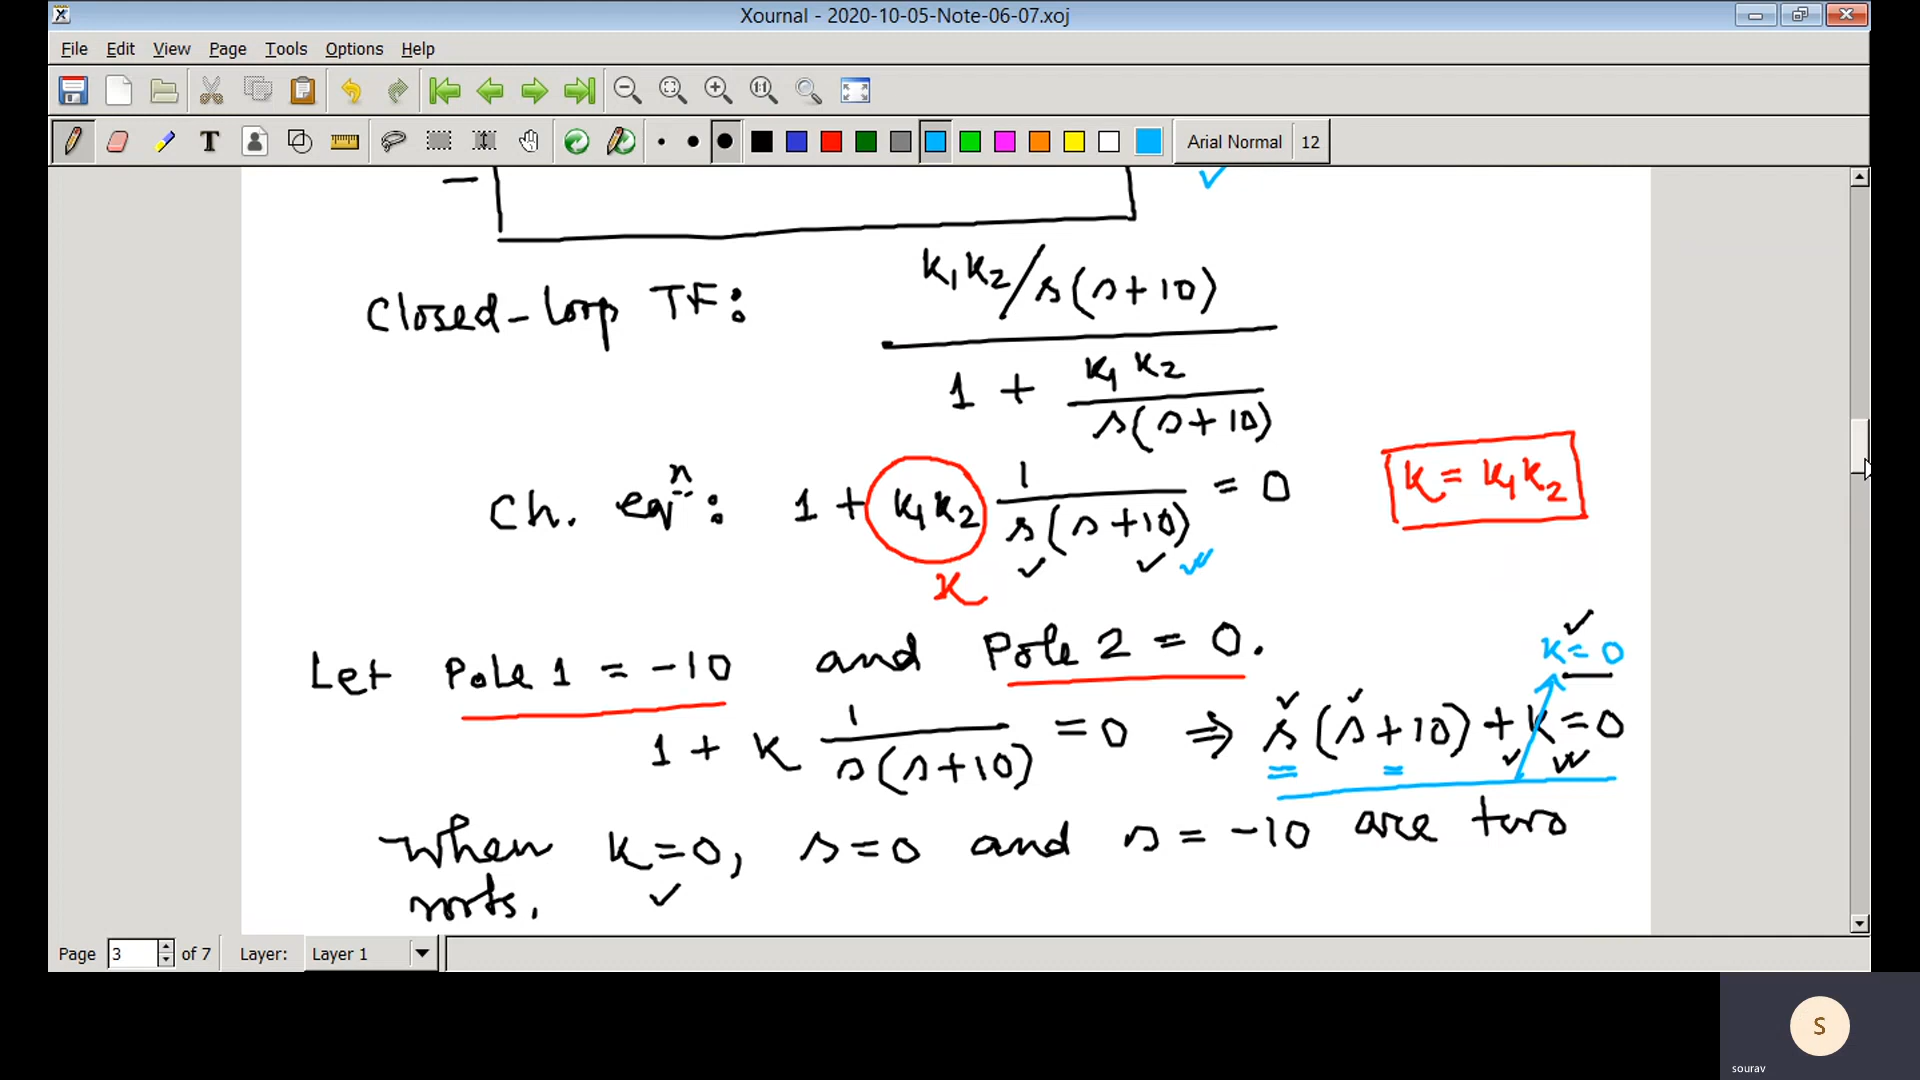 Xournal - 2020-10-05-Note-06-07.xoj
File Edit View Page Tools Options Help
Arial Normal 12
Closed-loop TF: (K₁K₂/s(s+10)) / (1 + K₁K₂/(s(s+10)))
Ch. eqⁿ: 1 + K₁K₂ 1/(s(s+10)) = 0
K = K₁K₂
K
Let Pole 1 = -10 and Pole 2 = 0.
K = 0
1 + K 1/(s(s+10)) = 0 ⇒ s(s+10) + K = 0
When K=0, s=0 and s = -10 are two
roots.
Page 3 of 7 Layer: Layer 1
S
sourav